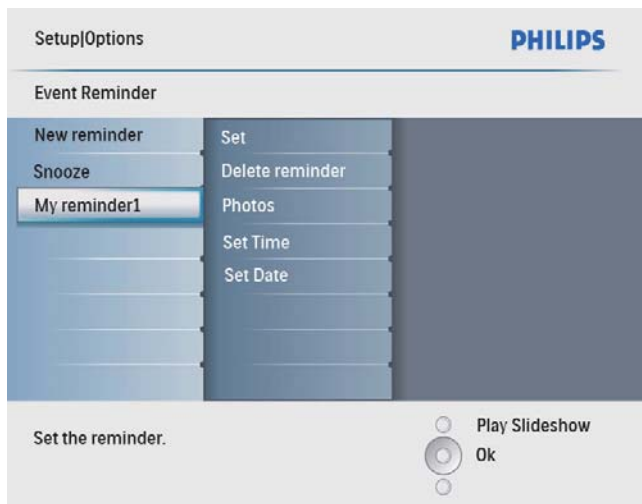 Setup|Options
PHILIPS
Event Reminder
New reminder
Snooze
My reminder1
Set
Delete reminder
Photos
Set Time
Set Date
Set the reminder.
Play Slideshow
Ok